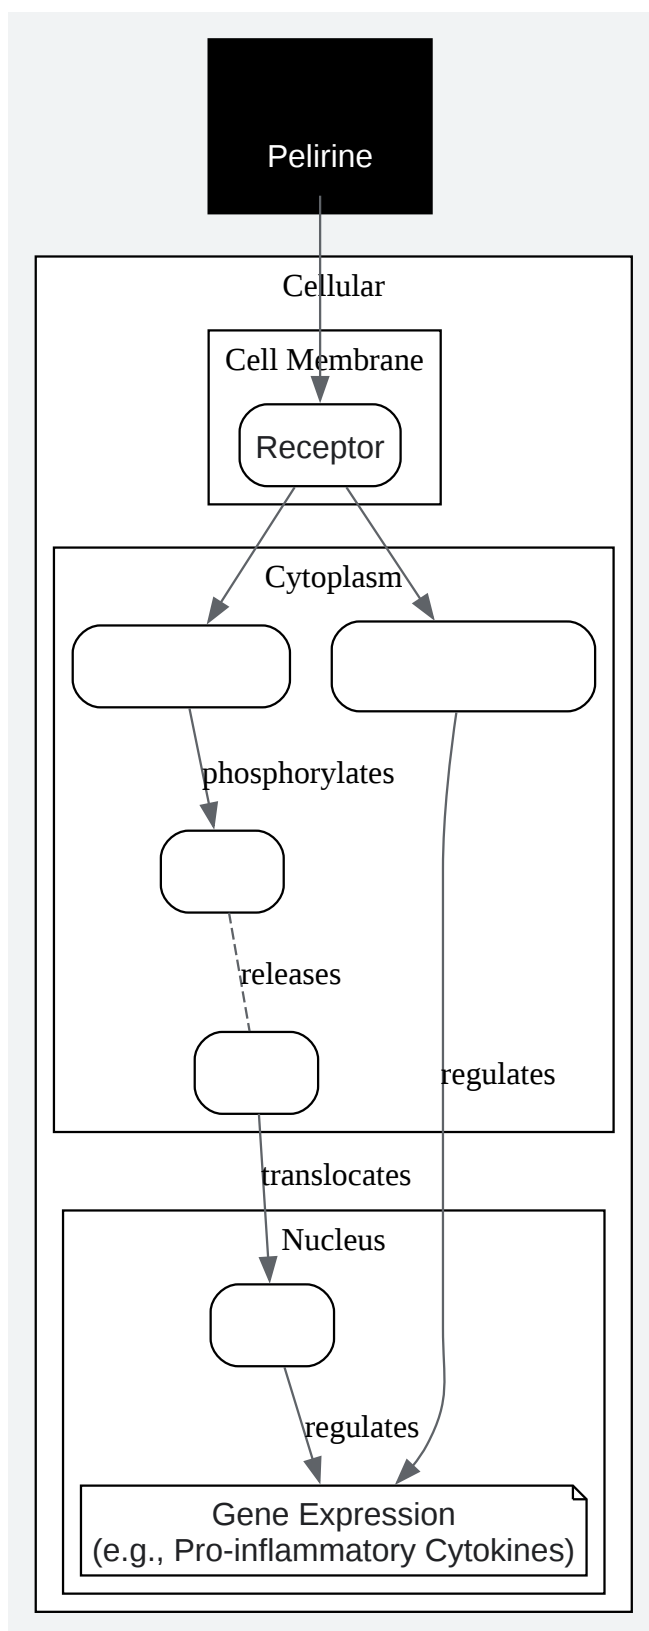 Pelirine
Cellular
Cell Membrane
Receptor
Cytoplasm
phosphorylates
releases
regulates
translocates
Nucleus
regulates
Gene Expression
(e.g., Pro-inflammatory Cytokines)